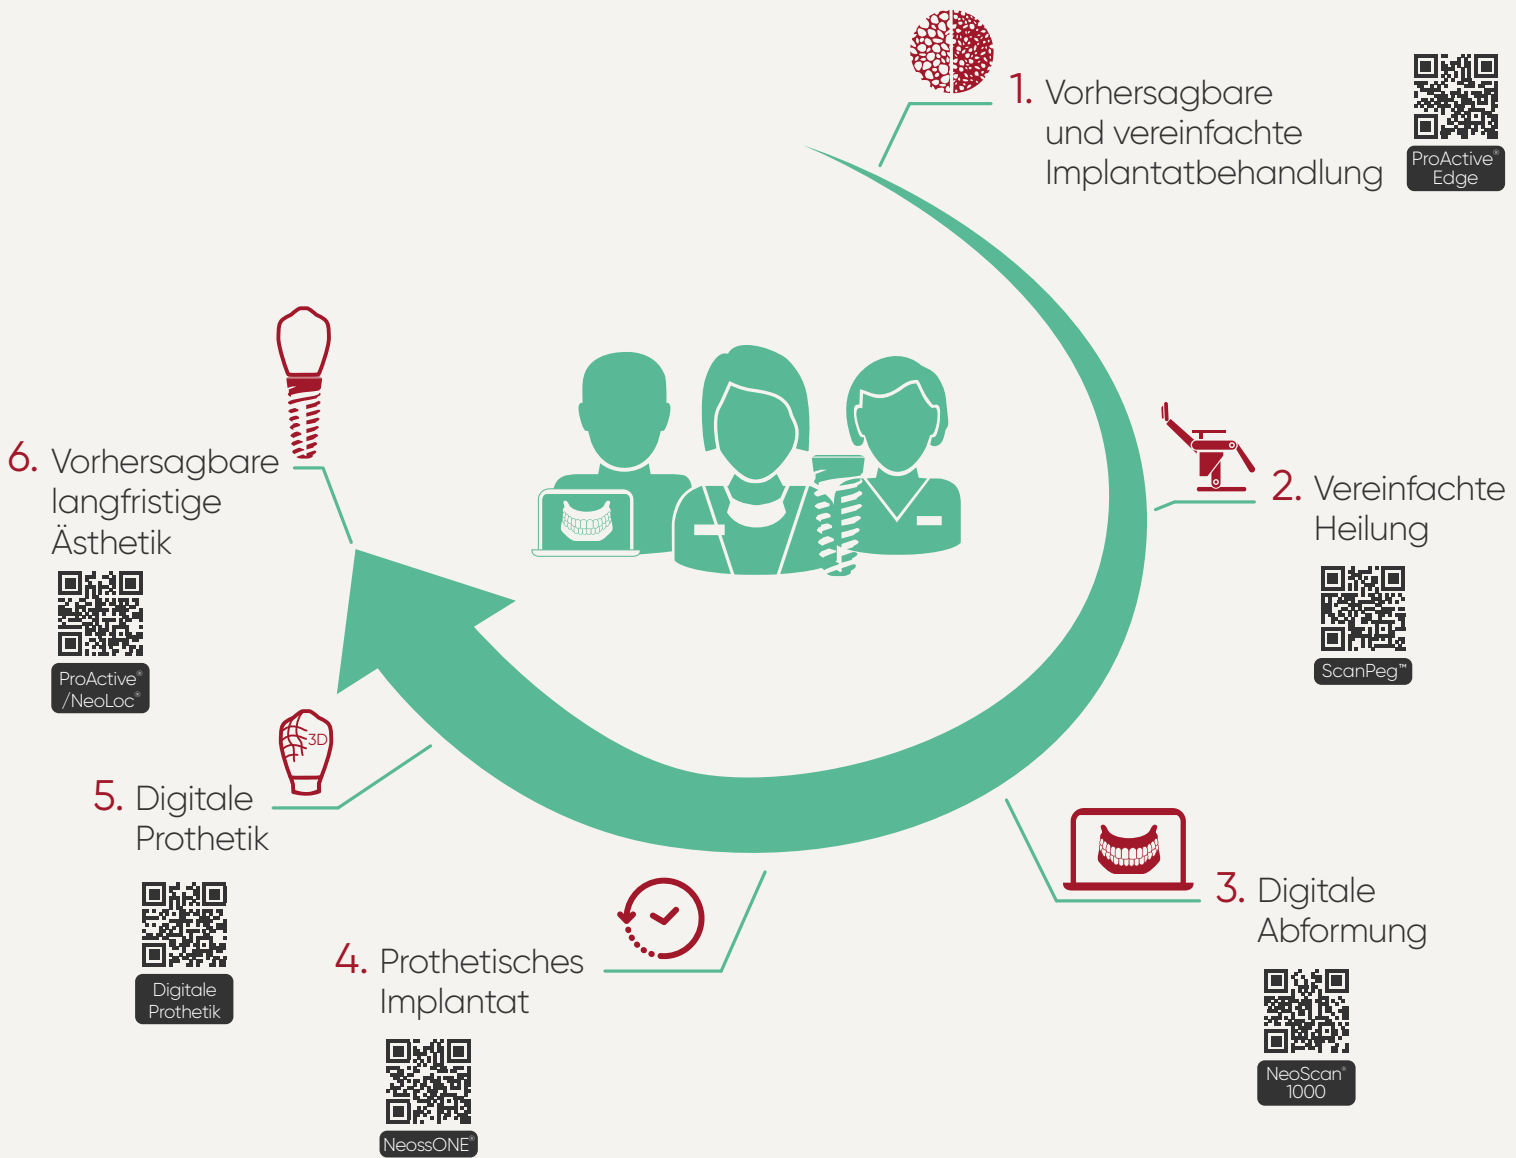 1. Vorhersagbare
und vereinfachte
Implantatbehandlung
ProActive®
Edge
2. Vereinfachte
Heilung
ScanPeg™
3. Digitale
Abformung
NeoScan®
1000
4. Prothetisches
Implantat
NeossONE®
5. Digitale
Prothetik
3D
Digitale
Prothetik
6. Vorhersagbare
langfristige
Ästhetik
ProActive®
/NeoLoc®